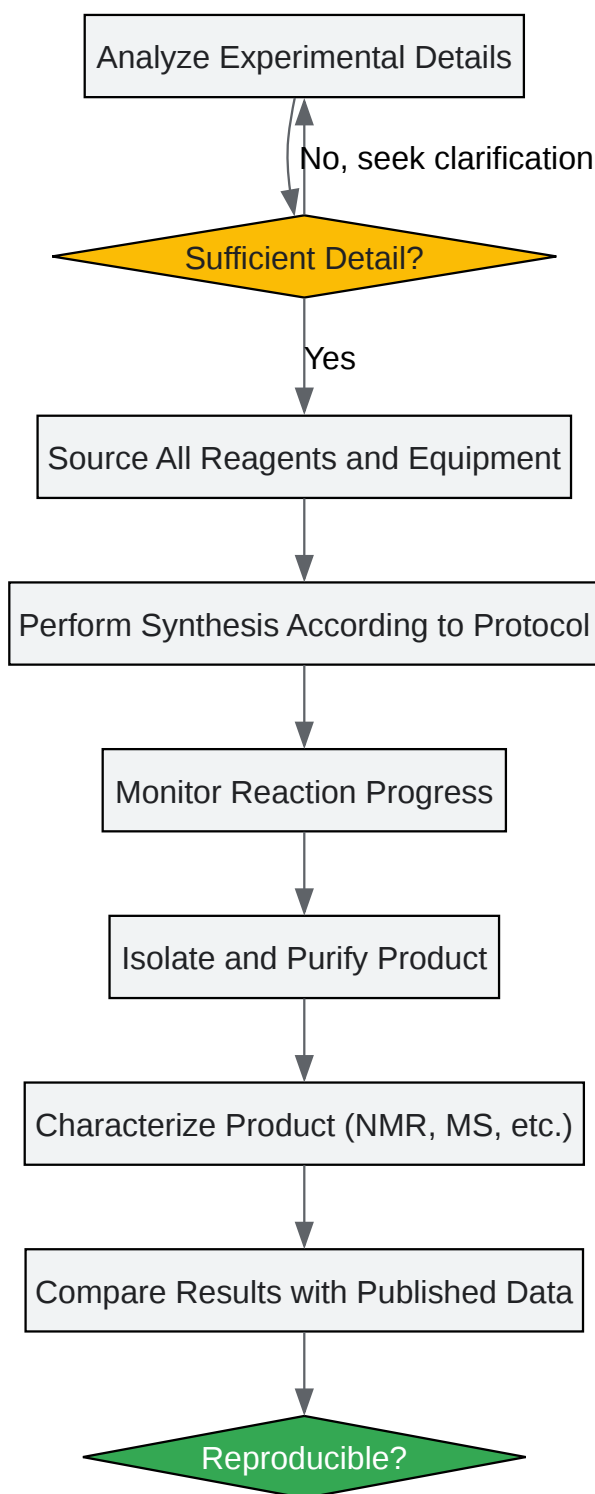 Analyze Experimental Details
No, seek clarification
Sufficient Detail?
Yes
Source All Reagents and Equipment
Perform Synthesis According to Protocol
Monitor Reaction Progress
Isolate and Purify Product
Characterize Product (NMR, MS, etc.)
Compare Results with Published Data
Reproducible?